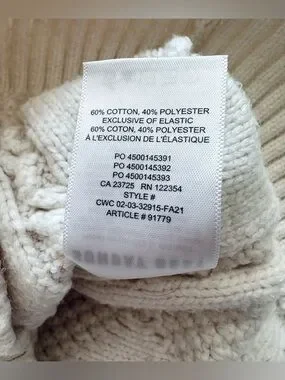 60% COTTON, 40% POLYESTER
EXCLUSIVE OF ELASTIC
60% COTON, 40% POLYESTER
À L'EXCLUSION DE L'ÉLASTIQUE
PO 4500145391
PO 4500145392
PO 4500145393
CA 23725 RN 122354
STYLE #
CWC 02-03-32915-FA21
ARTICLE # 91779